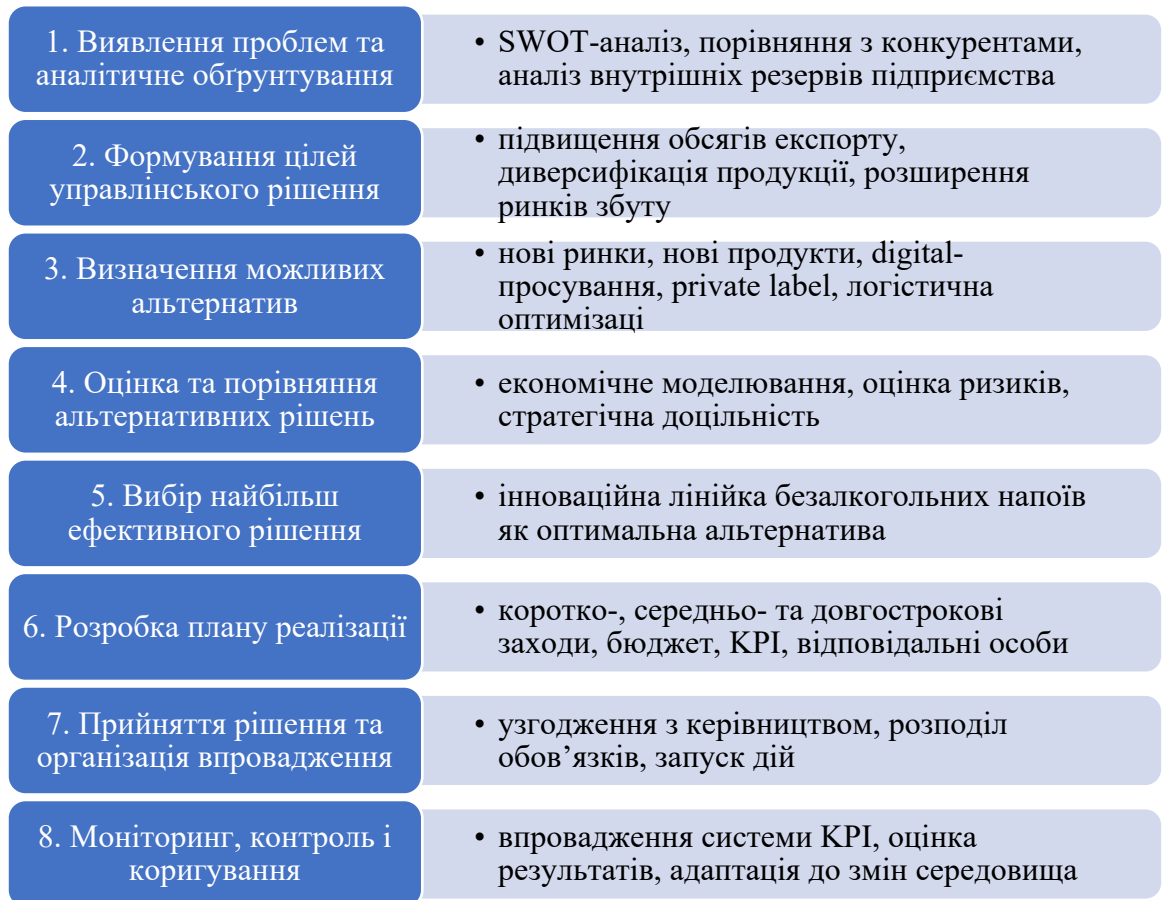 1. Виявлення проблем та
аналітичне обґрунтування
• SWOT-аналіз, порівняння з конкурентами,
аналіз внутрішніх резервів підприємства
2. Формування цілей
управлінського рішення
• підвищення обсягів експорту,
диверсифікація продукції, розширення
ринків збуту
3. Визначення можливих
альтернатив
• нові ринки, нові продукти, digital-
просування, private label, логістична
оптимізаці
4. Оцінка та порівняння
альтернативних рішень
• економічне моделювання, оцінка ризиків,
стратегічна доцільність
5. Вибір найбільш
ефективного рішення
• інноваційна лінійка безалкогольних напоїв
як оптимальна альтернатива
6. Розробка плану реалізації
• коротко-, середньо- та довгострокові
заходи, бюджет, KPI, відповідальні особи
7. Прийняття рішення та
організація впровадження
• узгодження з керівництвом, розподіл
обов’язків, запуск дій
8. Моніторинг, контроль і
коригування
• впровадження системи KPI, оцінка
результатів, адаптація до змін середовища